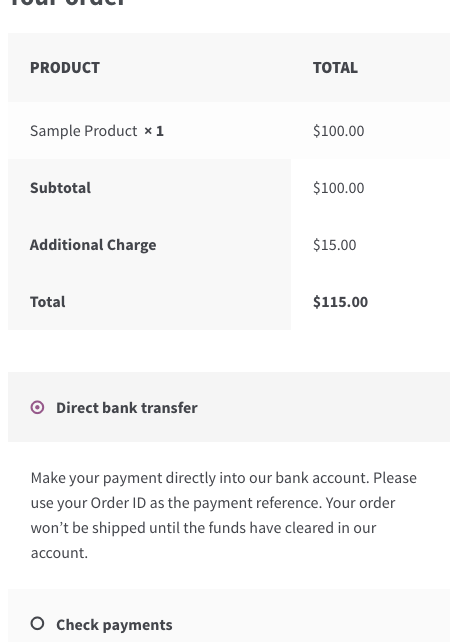 Your order
PRODUCT TOTAL
Sample Product × 1 $100.00
Subtotal $100.00
Additional Charge $15.00
Total $115.00
Direct bank transfer
Make your payment directly into our bank account. Please
use your Order ID as the payment reference. Your order
won’t be shipped until the funds have cleared in our
account.
Check payments